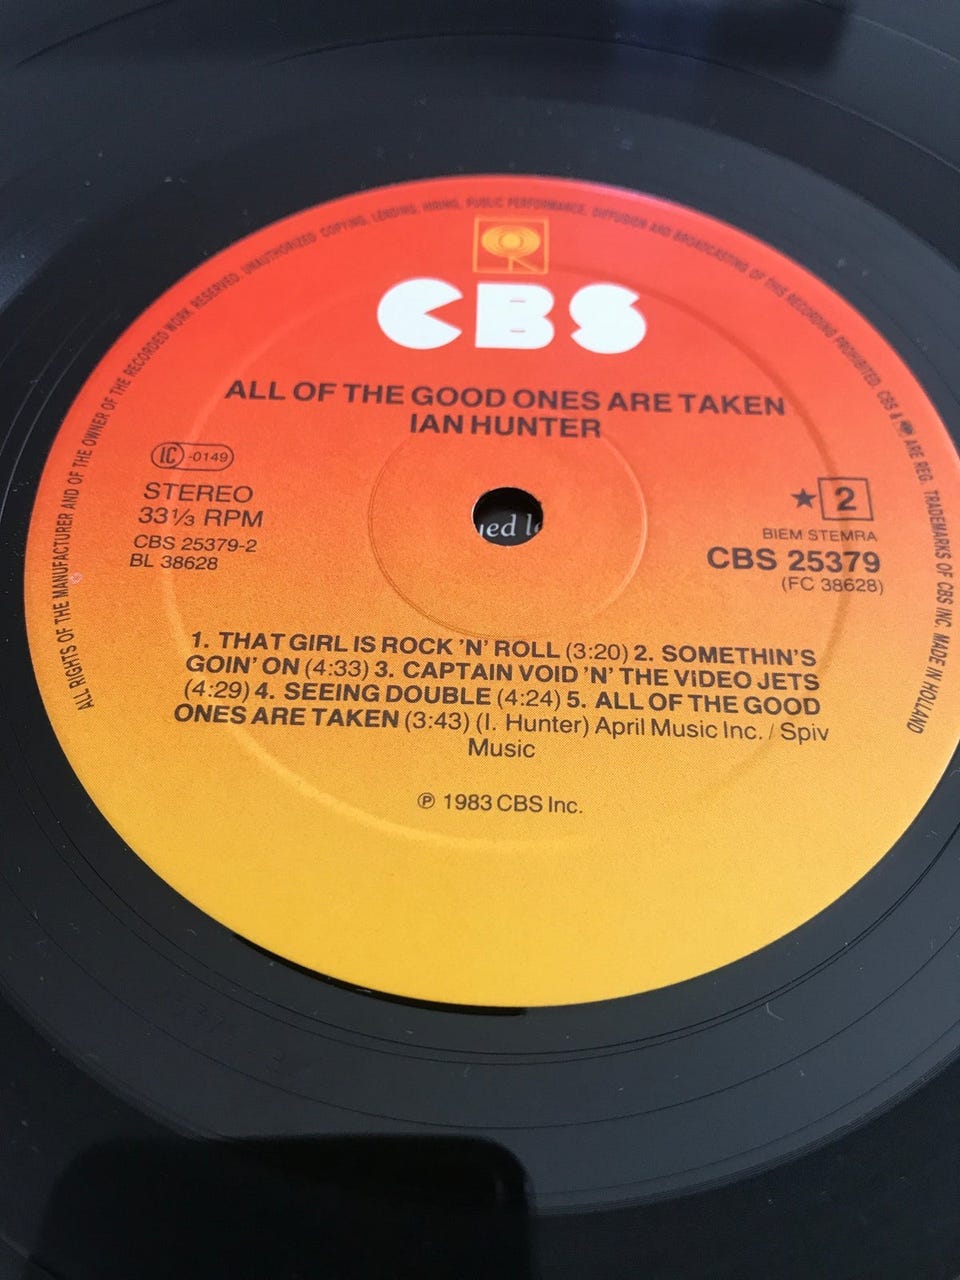 ALL RIGHTS OF THE MANUFACTURER AND OF THE OWNER OF THE RECORDED WORK RESERVED. UNAUTHORIZED COPYING, LENDING, HIRING, PUBLIC PERFORMANCE, DIFFUSION AND BROADCASTING OF THIS RECORDING PROHIBITED. CBS & ARE REG. TRADEMARKS OF CBS INC. MADE IN HOLLAND
CBS
ALL OF THE GOOD ONES ARE TAKEN
IAN HUNTER
IC -0149
STEREO
33⅓ RPM
CBS 25379-2
BL 38628
★ 2
BIEM STEMRA
CBS 25379
(FC 38628)
1. THAT GIRL IS ROCK 'N' ROLL (3:20) 2. SOMETHIN'S
GOIN' ON (4:33) 3. CAPTAIN VOID 'N' THE VIDEO JETS
(4:29) 4. SEEING DOUBLE (4:24) 5. ALL OF THE GOOD
ONES ARE TAKEN (3:43) (I. Hunter) April Music Inc. / Spiv
Music
℗ 1983 CBS Inc.